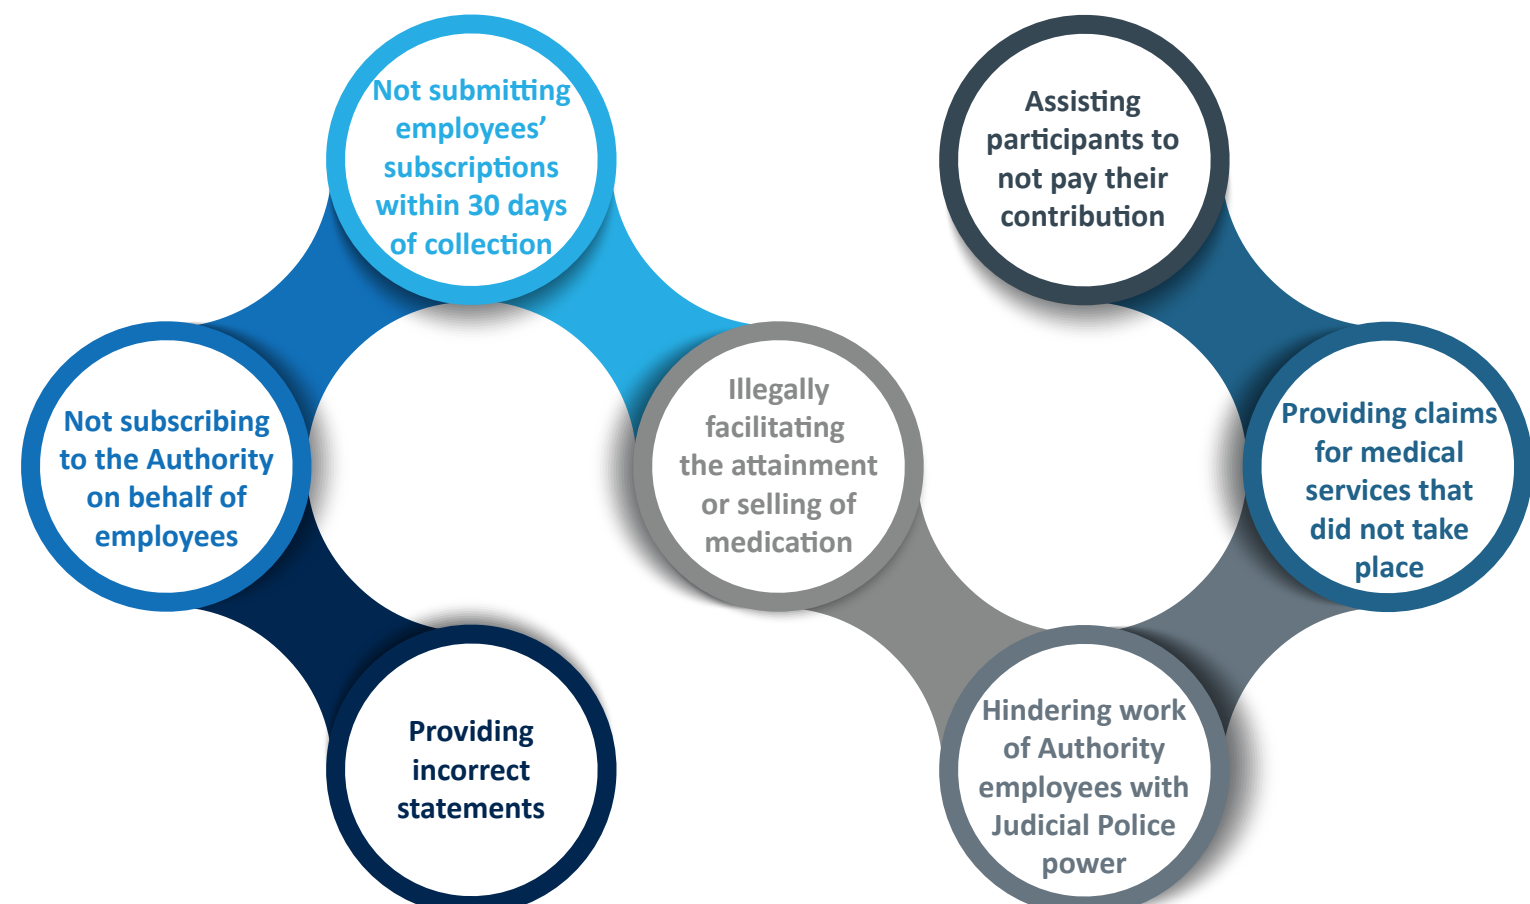 Not submitting
employees’
subscriptions
within 30 days
of collection
Assisting
participants to
not pay their
contribution
Not subscribing
to the Authority
on behalf of
employees
Illegally
facilitating
the attainment
or selling of
medication
Providing claims
for medical
services that
did not take
place
Providing
incorrect
statements
Hindering work
of Authority
employees with
Judicial Police
power